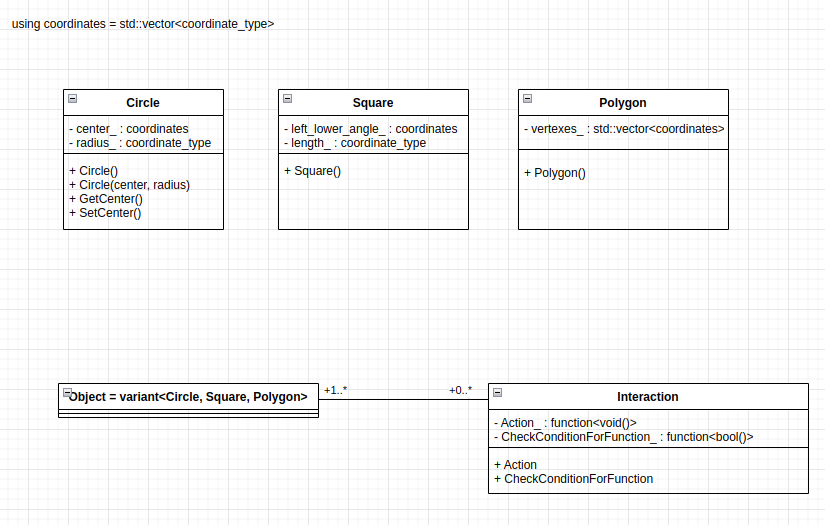 using coordinates = std::vector<coordinate_type>
Circle
- center_ : coordinates
- radius_ : coordinate_type
+ Circle()
+ Circle(center, radius)
+ GetCenter()
+ SetCenter()
Square
- left_lower_angle_ : coordinates
- length_ : coordinate_type
+ Square()
Polygon
- vertexes_ : std::vector<coordinates>
+ Polygon()
Object = variant<Circle, Square, Polygon>
+1..*
+0..*
Interaction
- Action_ : function<void()>
- CheckConditionForFunction_ : function<bool()>
+ Action
+ CheckConditionForFunction